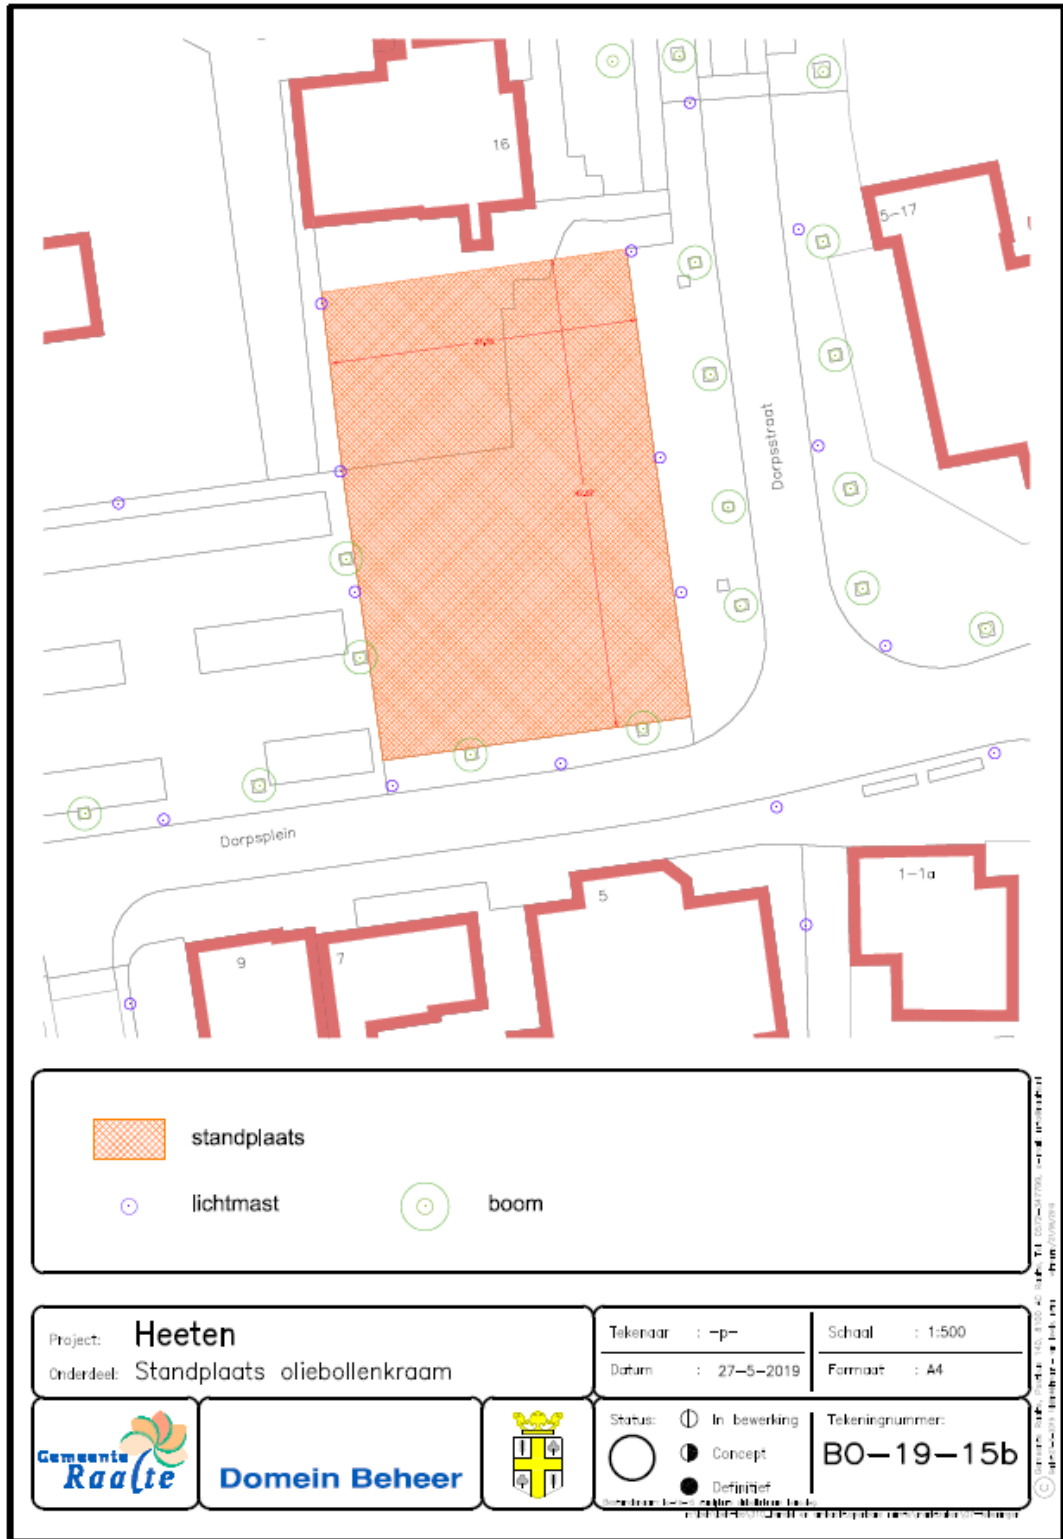 16
5-17
Dorpsstraat
Dorpsplein
5
1-1a
9
7
standplaats
lichtmast
boom
Project: Heeten
Onderdeel: Standplaats oliebollenkraam
Tekenaar : -p-
Schaal : 1:500
Datum : 27-5-2019
Formaat : A4
Gemeente Raalte
Domein Beheer
Status:
In bewerking
Concept
Definitief
Tekeningnummer:
BO-19-15b